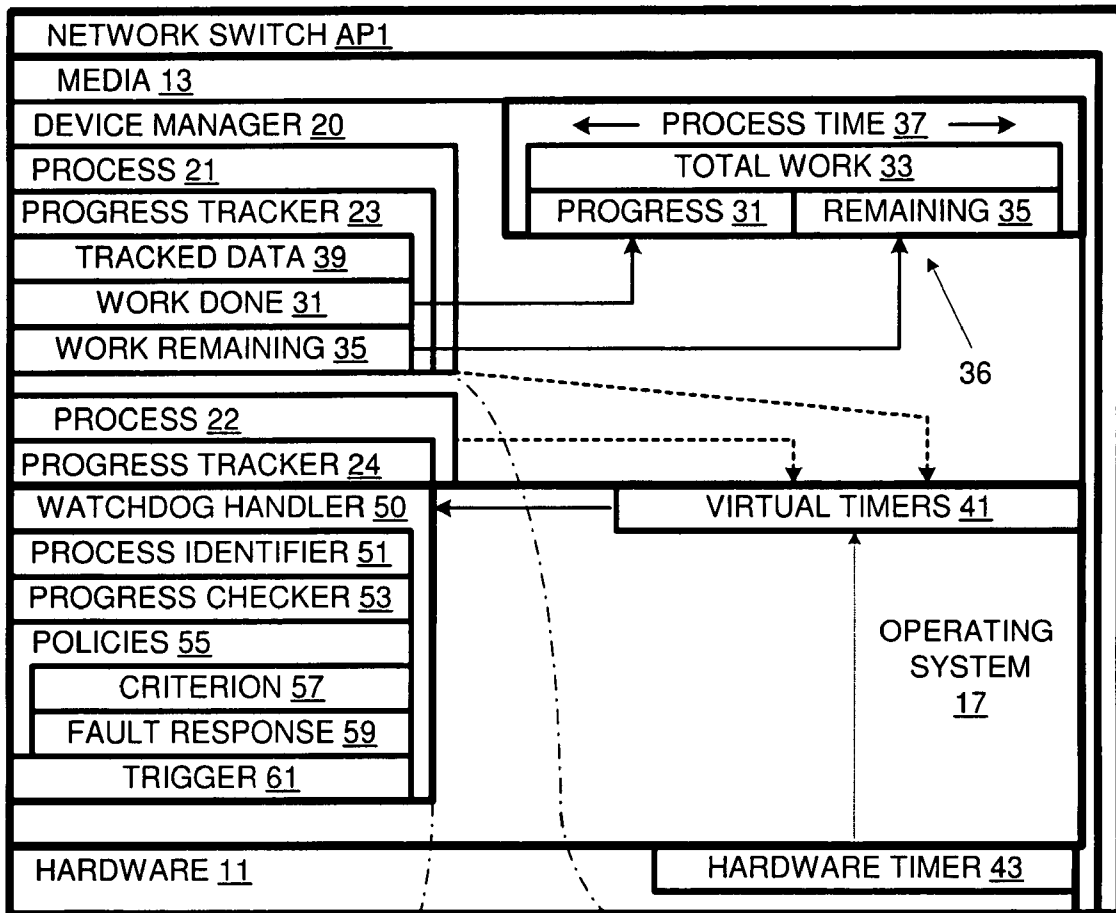 NETWORK SWITCH AP1
MEDIA 13
DEVICE MANAGER 20
PROCESS TIME 37
PROCESS 21
TOTAL WORK 33
PROGRESS TRACKER 23
PROGRESS 31
REMAINING 35
TRACKED DATA 39
WORK DONE 31
WORK REMAINING 35
36
PROCESS 22
PROGRESS TRACKER 24
WATCHDOG HANDLER 50
VIRTUAL TIMERS 41
PROCESS IDENTIFIER 51
PROGRESS CHECKER 53
POLICIES 55
OPERATING
SYSTEM
17
CRITERION 57
FAULT RESPONSE 59
TRIGGER 61
HARDWARE 11
HARDWARE TIMER 43